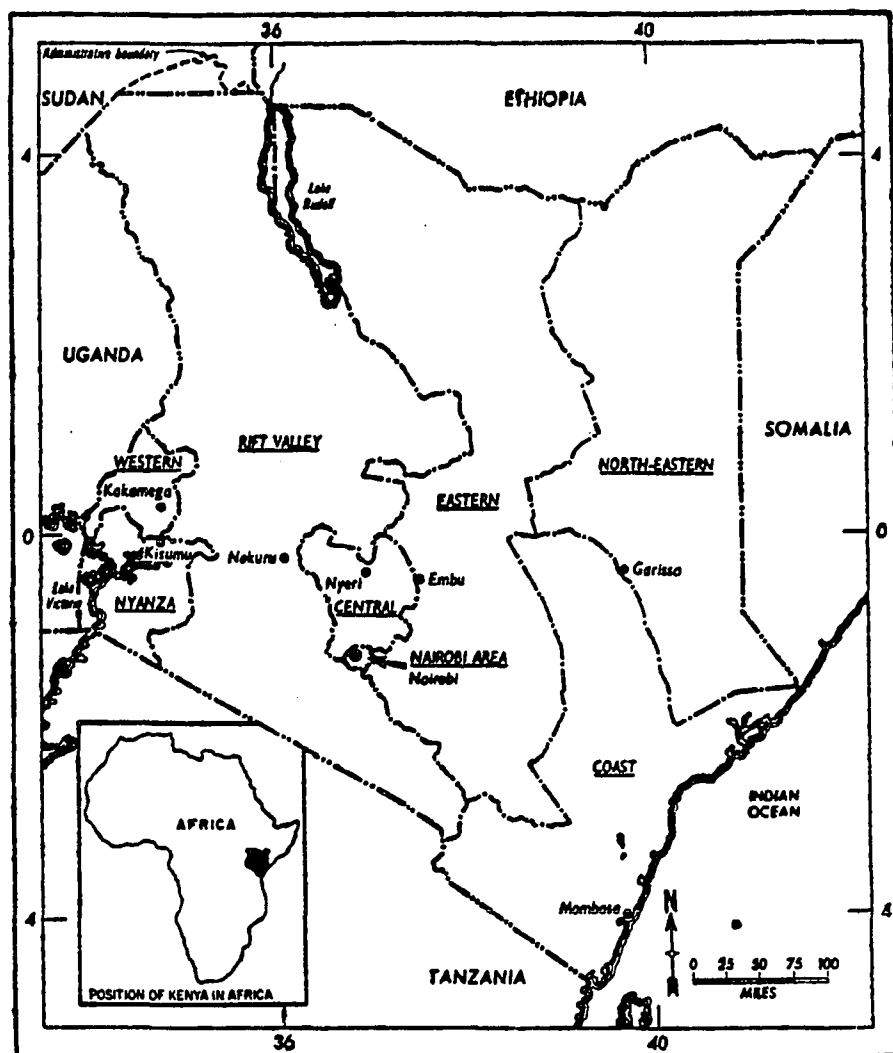 36
40
Administrative boundary
SUDAN
ETHIOPIA
4
4
Lake
Rudolf
UGANDA
SOMALIA
RIFT VALLEY
WESTERN
NORTH-EASTERN
Kakamega
EASTERN
0
0
Kisumu
Nakuru
Garissa
Nyeri
Embu
Lake
Victoria
NYANZA
CENTRAL
NAIROBI AREA
Nairobi
COAST
INDIAN
OCEAN
AFRICA
Mombasa
N
4
4
TANZANIA
0 25 50 75 100
MILES
POSITION OF KENYA IN AFRICA
36
40